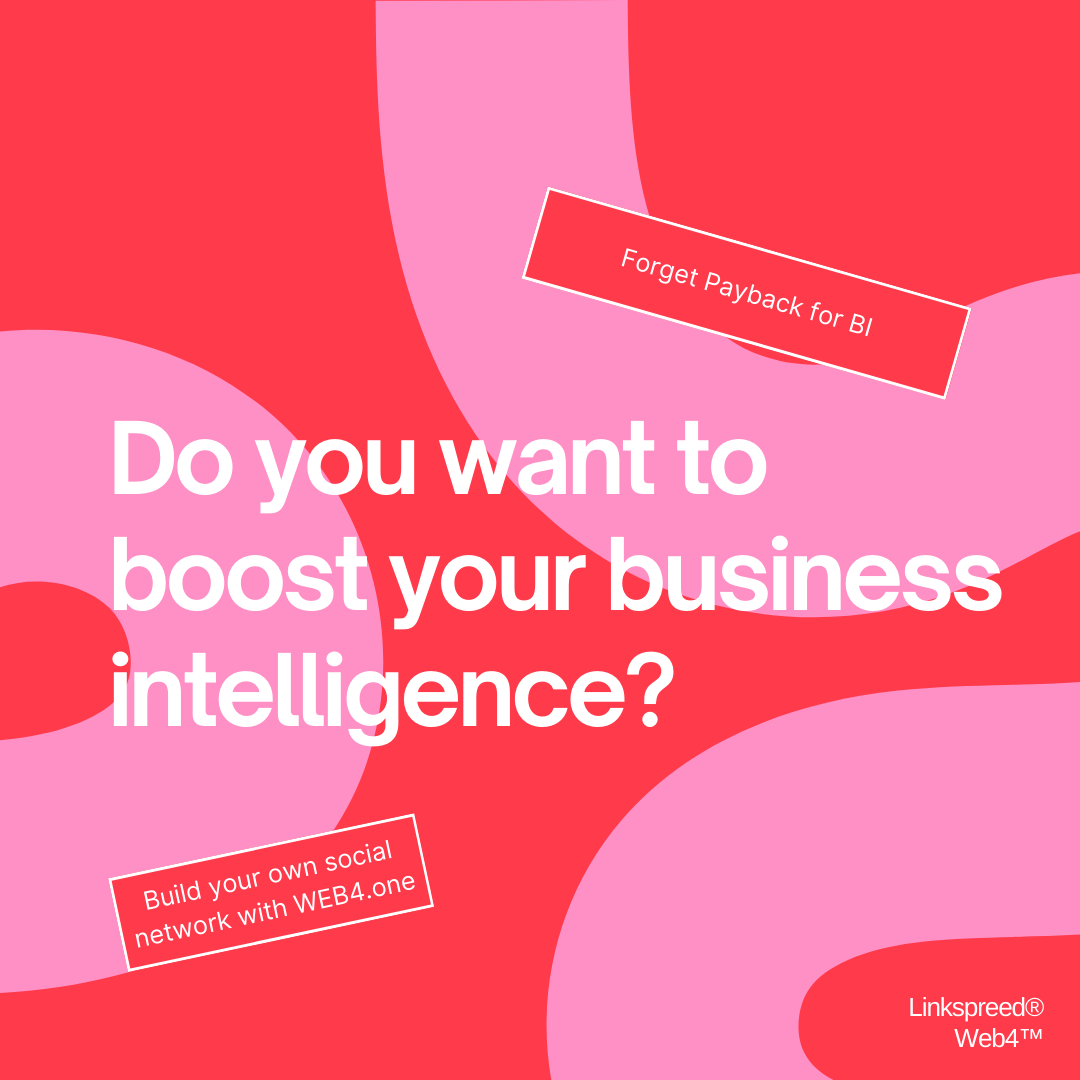 Forget Payback for BI
Do you want to
boost your business
intelligence?
Build your own social
network with WEB4.one
Linkspreed®
Web4™